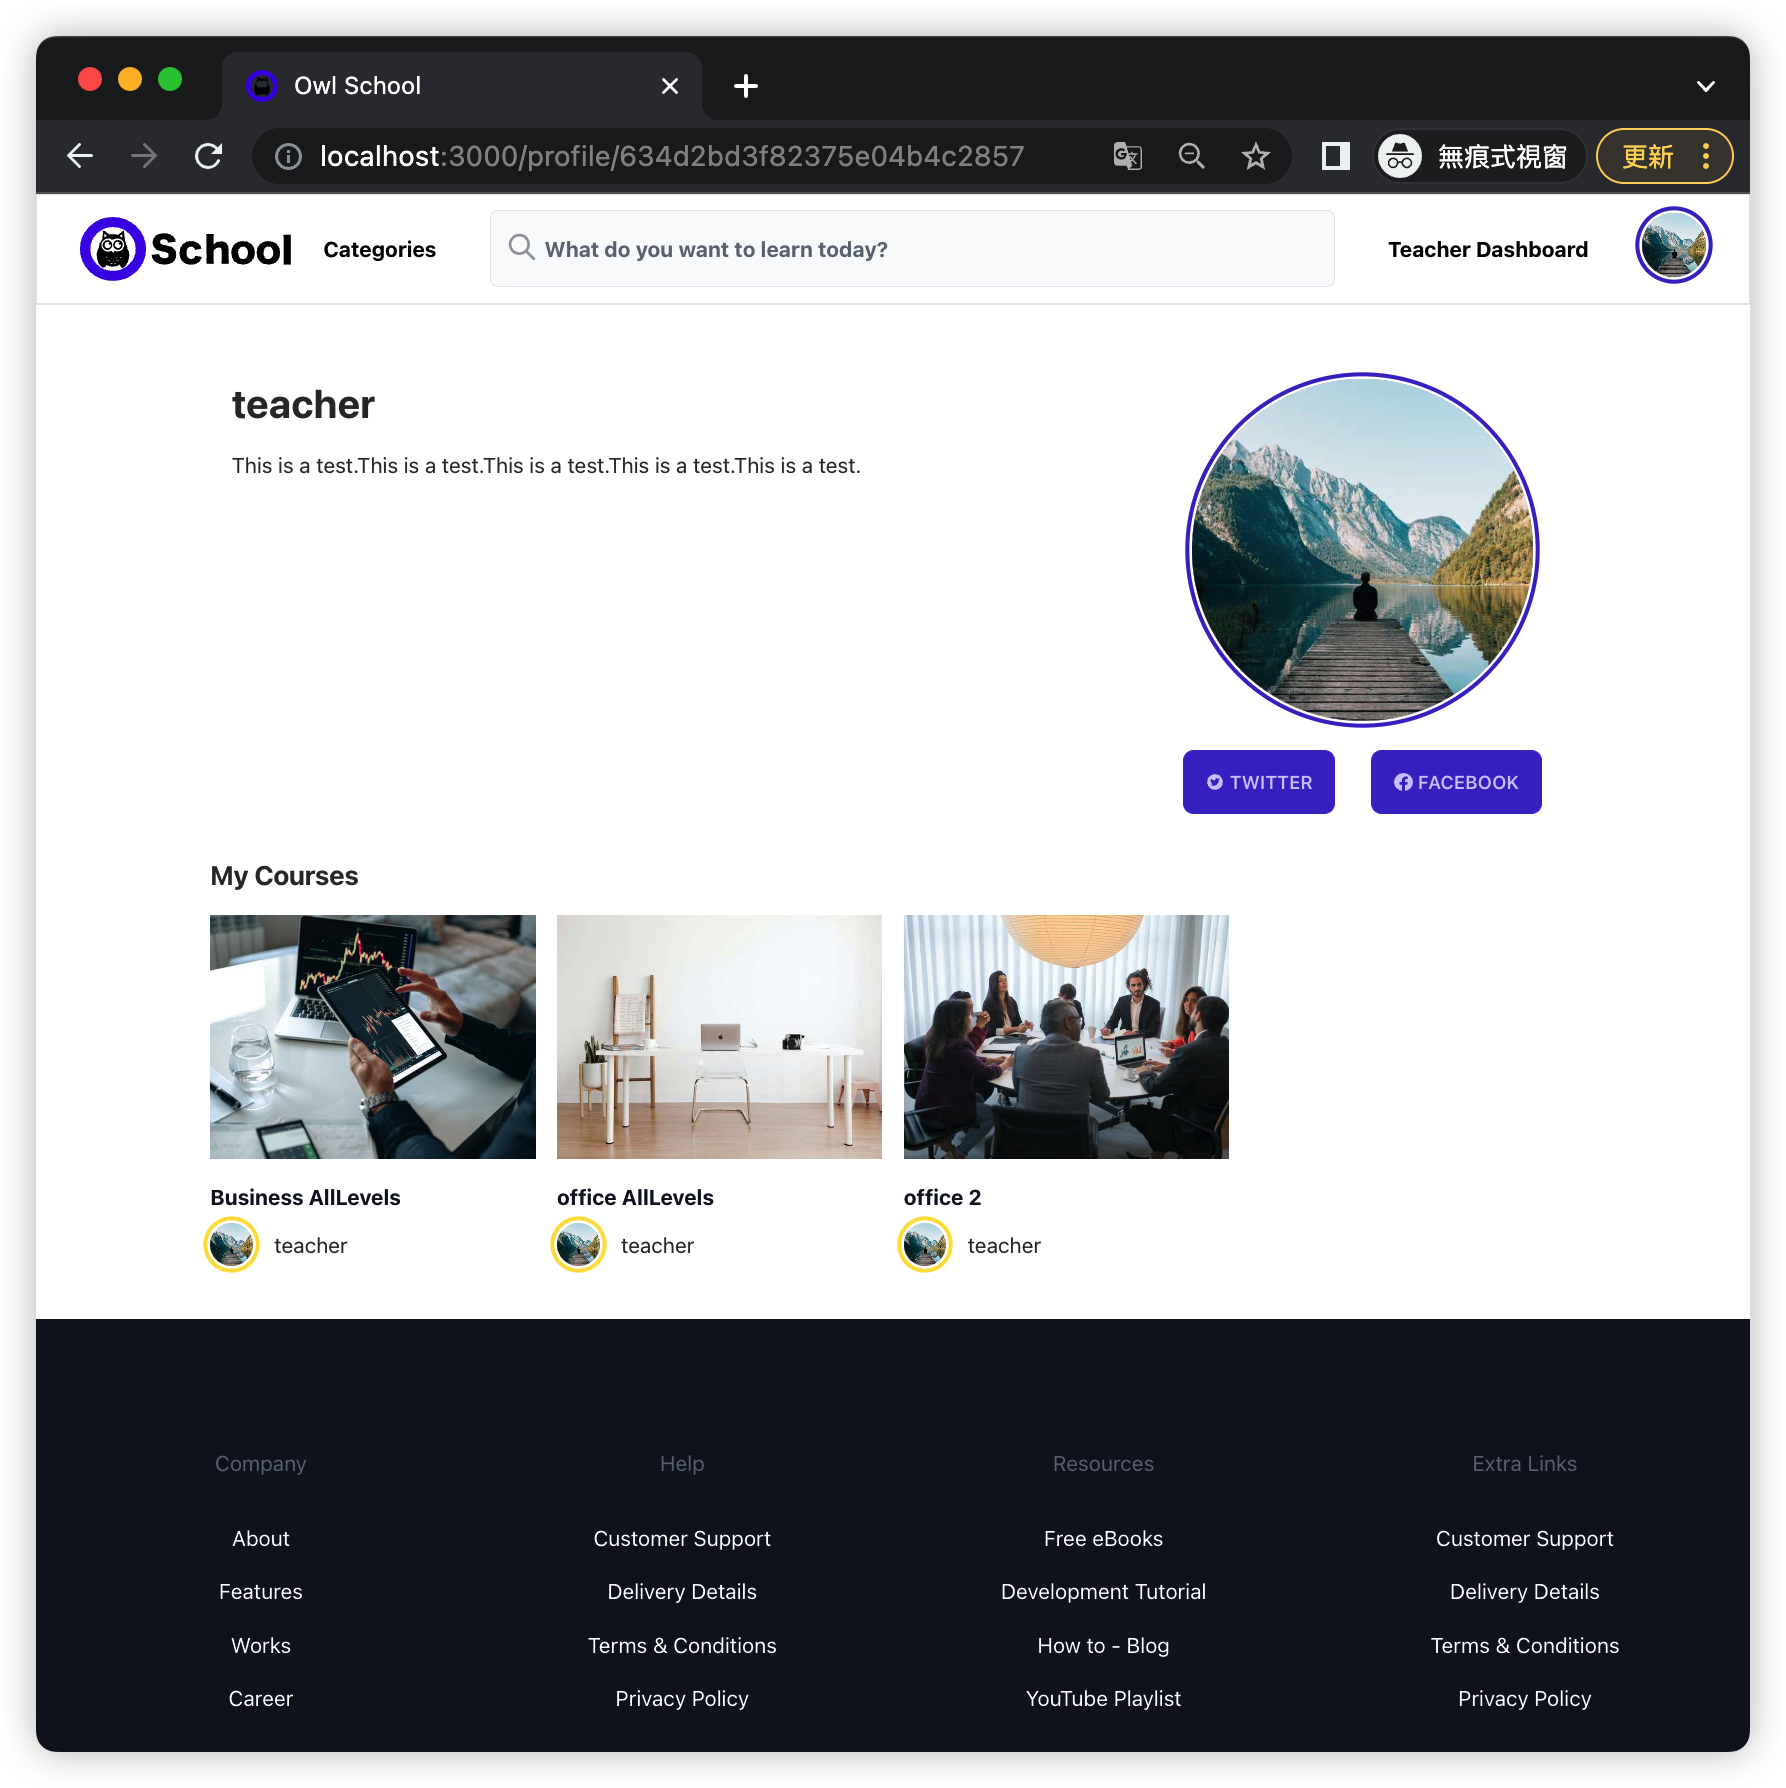 Owl School
localhost:3000/profile/634d2bd3f82375e04b4c2857
無痕式視窗
更新
School
Categories
What do you want to learn today?
Teacher Dashboard
teacher
This is a test.This is a test.This is a test.This is a test.This is a test.
TWITTER
FACEBOOK
My Courses
Business AllLevels
teacher
office AllLevels
teacher
office 2
teacher
Company
About
Features
Works
Career
Help
Customer Support
Delivery Details
Terms & Conditions
Privacy Policy
Resources
Free eBooks
Development Tutorial
How to - Blog
YouTube Playlist
Extra Links
Customer Support
Delivery Details
Terms & Conditions
Privacy Policy